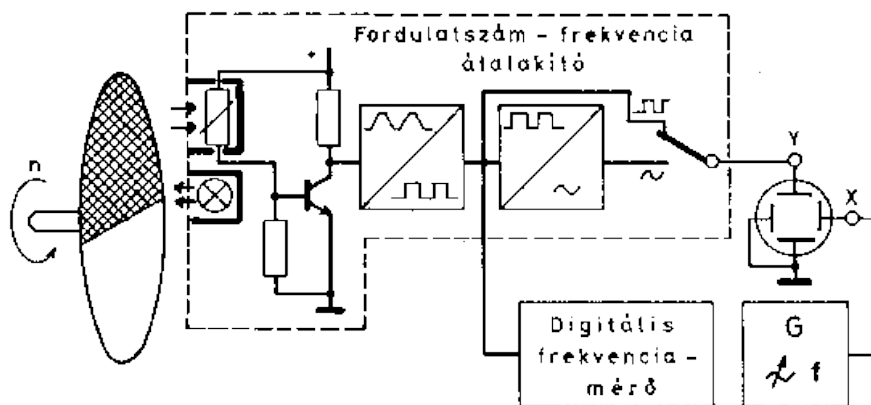 Fordulatszám – frekvencia
átalakító
+
n
~
~
Y
X
Digitális
frekvencia –
mérő
G
f